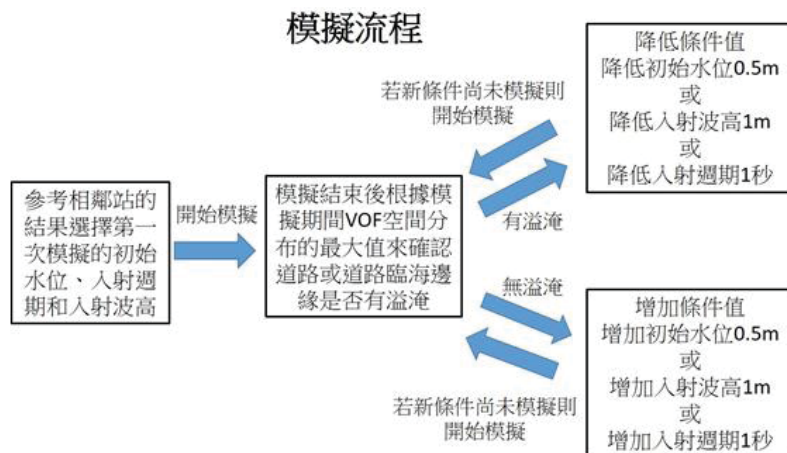 模擬流程
參考相鄰站的
結果選擇第一
次模擬的初始
水位、入射週
期和入射波高
開始模擬
模擬結束後根據模
擬期間VOF空間分
布的最大值來確認
道路或道路臨海邊
緣是否有溢淹
若新條件尚未模擬則
開始模擬
有溢淹
降低條件值
降低初始水位0.5m
或
降低入射波高1m
或
降低入射週期1秒
無溢淹
若新條件尚未模擬則
開始模擬
增加條件值
增加初始水位0.5m
或
增加入射波高1m
或
增加入射週期1秒